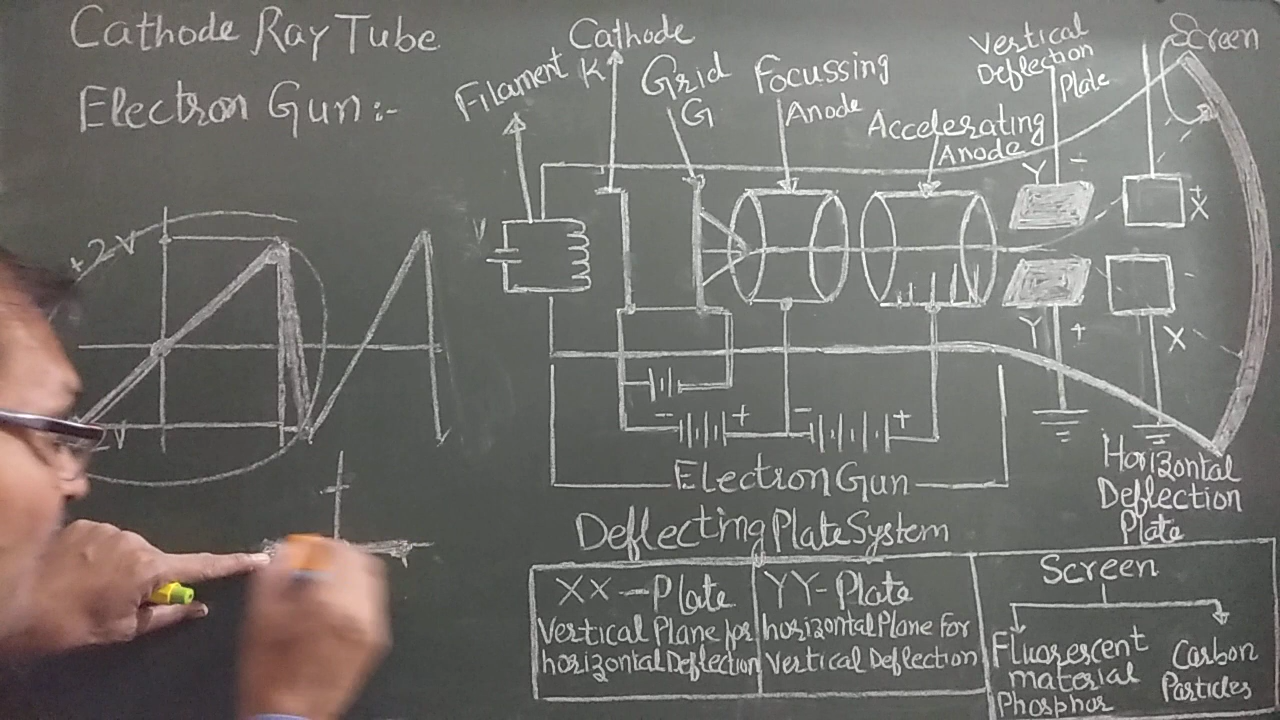 Cathode Ray Tube
Electron Gun:-
Filament
Cathode
K
Grid
G
Focussing
Anode
Accelerating
Anode
Vertical
Deflection
Plate
Screen
V
+2V
Y -
Y +
+
X
X
- +
- +
Electron Gun
Horizontal
Deflection
Plate
Deflecting Plate System
XX-Plate
Vertical Plane for
horizontal Deflection
YY-Plate
horizontal Plane for
Vertical Deflection
Screen
Fluorescent
material
Phosphor
Carbon
Particles